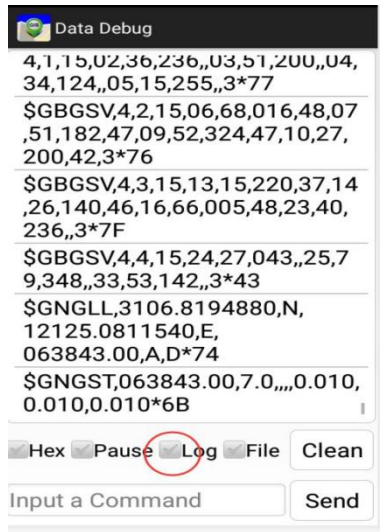 Data Debug
4,1,15,02,36,236,,03,51,200,,04,
34,124,,05,15,255,,3*77
$GBGSV,4,2,15,06,68,016,48,07
,51,182,47,09,52,324,47,10,27,
200,42,3*76
$GBGSV,4,3,15,13,15,220,37,14
,26,140,46,16,66,005,48,23,40,
236,,3*7F
$GBGSV,4,4,15,24,27,043,,25,7
9,348,,33,53,142,,3*43
$GNGLL,3106.8194880,N,
12125.0811540,E,
063843.00,A,D*74
$GNGST,063843.00,7.0,,,,0.010,
0.010,0.010*6B
Hex Pause Log File Clean
Input a Command Send